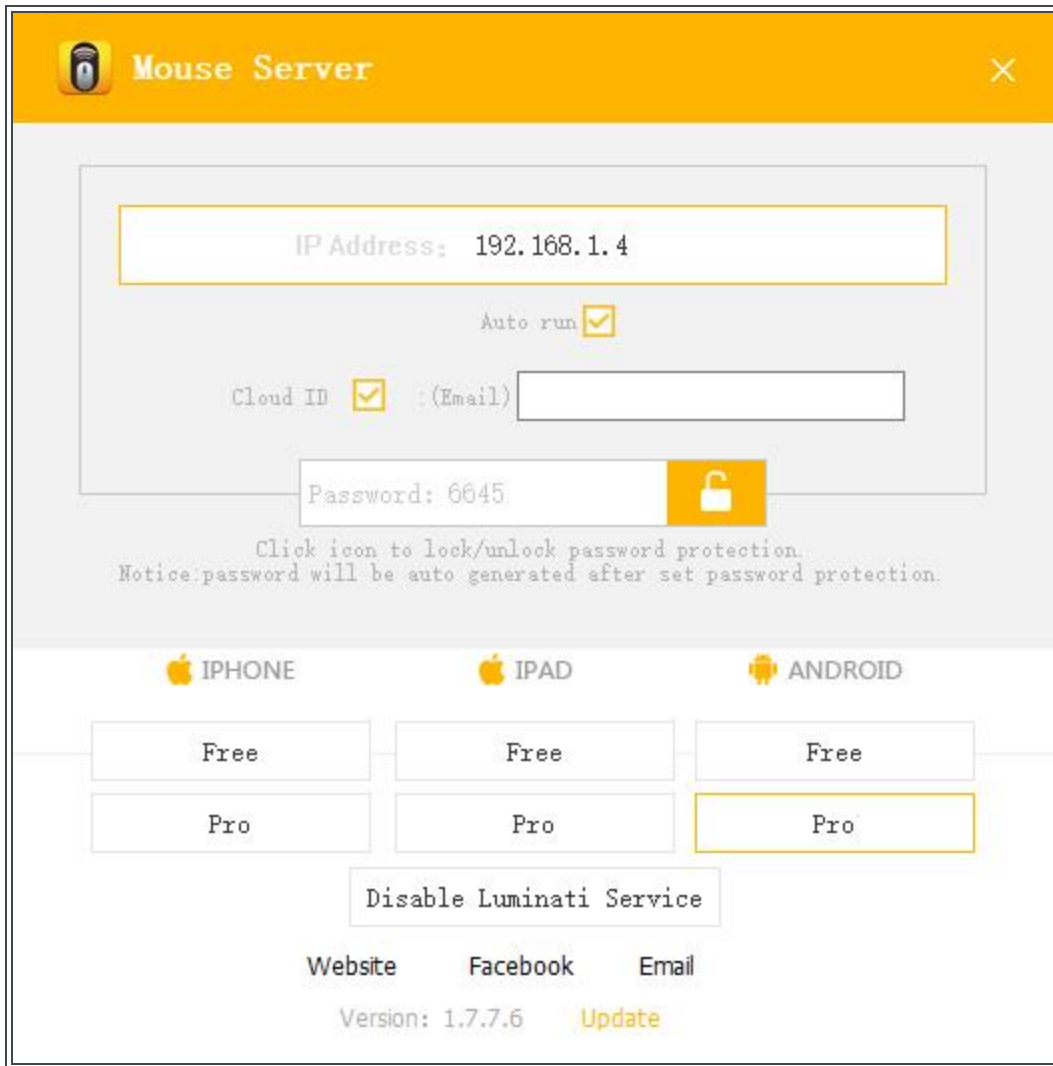 Mouse Server
IP Address: 192.168.1.4
Auto run
Cloud ID :(Email)
Password: 6645
Click icon to lock/unlock password protection.
Notice:password will be auto generated after set password protection.
IPHONE IPAD ANDROID
Free Free Free
Pro Pro Pro
Disable Luminati Service
Website Facebook Email
Version: 1.7.7.6 Update